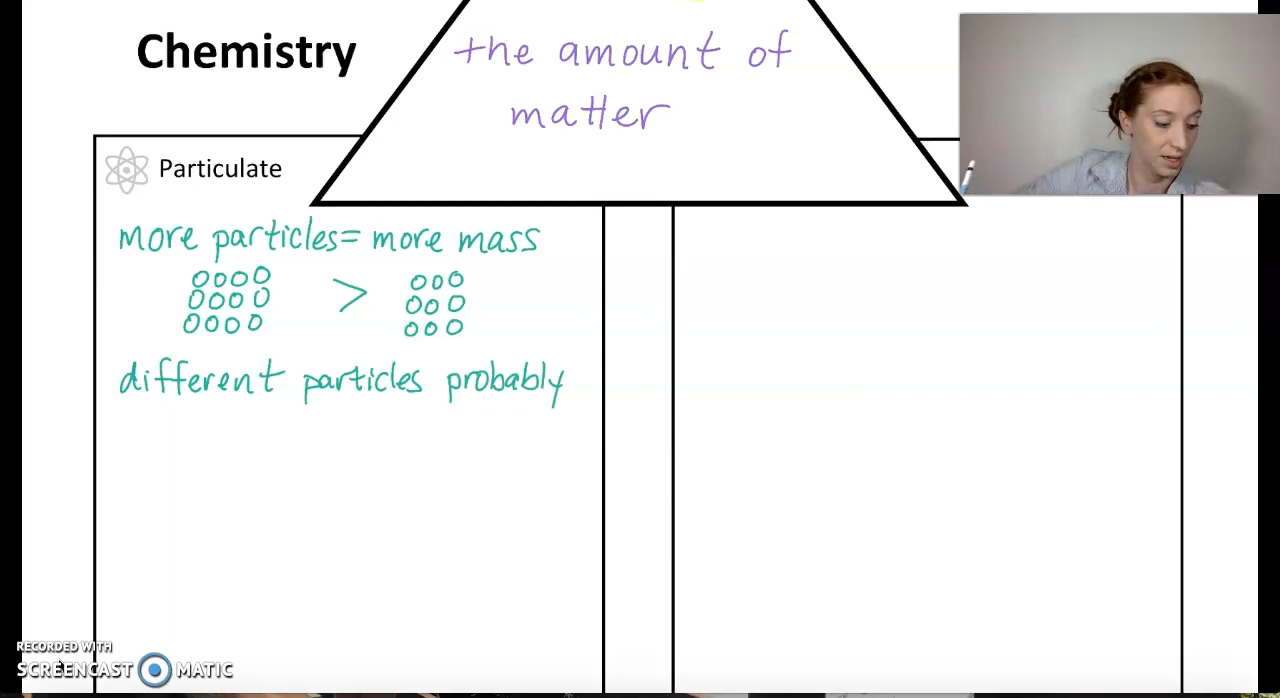 Chemistry
the amount of
matter
Particulate
more particles= more mass
>
different particles probably
RECORDED WITH
SCREENCAST MATIC